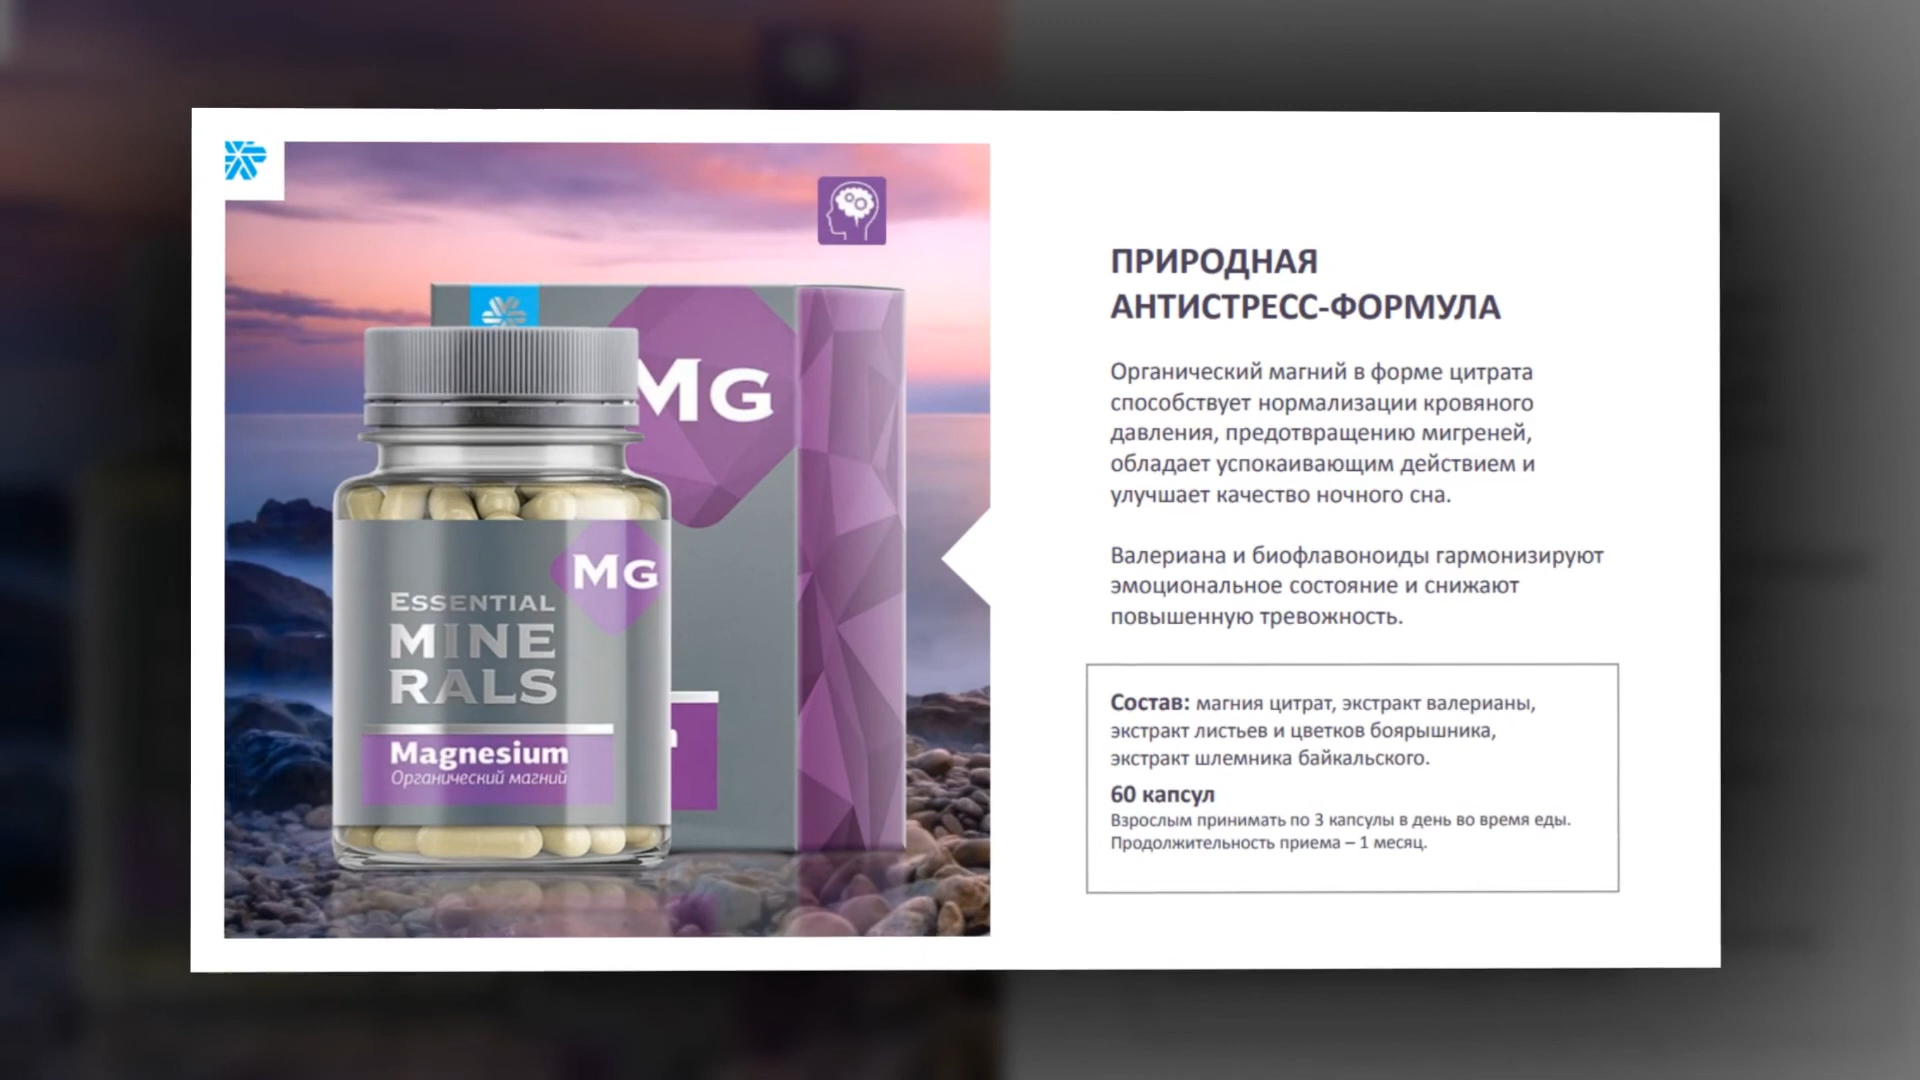 MG
MG
ESSENTIAL
MINE
RALS
Magnesium
Органический магний
ПРИРОДНАЯ
АНТИСТРЕСС-ФОРМУЛА
Органический магний в форме цитрата
способствует нормализации кровяного
давления, предотвращению мигреней,
обладает успокаивающим действием и
улучшает качество ночного сна.
Валериана и биофлавоноиды гармонизируют
эмоциональное состояние и снижают
повышенную тревожность.
Состав: магния цитрат, экстракт валерианы,
экстракт листьев и цветков боярышника,
экстракт шлемника байкальского.
60 капсул
Взрослым принимать по 3 капсулы в день во время еды.
Продолжительность приема – 1 месяц.